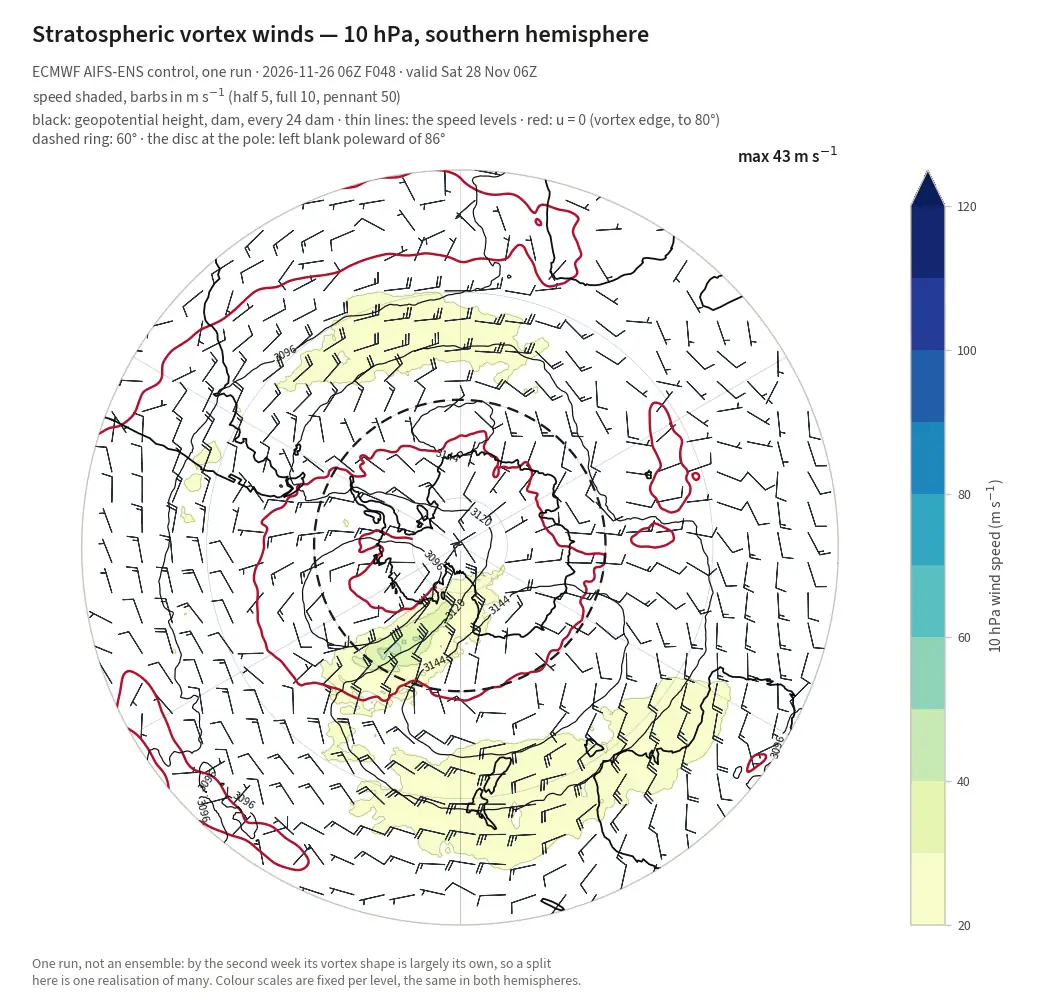 Stratospheric vortex winds — 10 hPa, southern hemisphere
ECMWF AIFS-ENS control, one run · 2026-11-26 06Z F048 · valid Sat 28 Nov 06Z
speed shaded, barbs in m s⁻¹ (half 5, full 10, pennant 50)
black: geopotential height, dam, every 24 dam · thin lines: the speed levels · red: u = 0 (vortex edge, to 80°)
dashed ring: 60° · the disc at the pole: left blank poleward of 86°
max 43 m s⁻¹
120
100
80
60
40
20
10 hPa wind speed (m s⁻¹)
3096
3144
3120
3096
3120
3144
3144
3096
3096
3096
3096
One run, not an ensemble: by the second week its vortex shape is largely its own, so a split
here is one realisation of many. Colour scales are fixed per level, the same in both hemispheres.